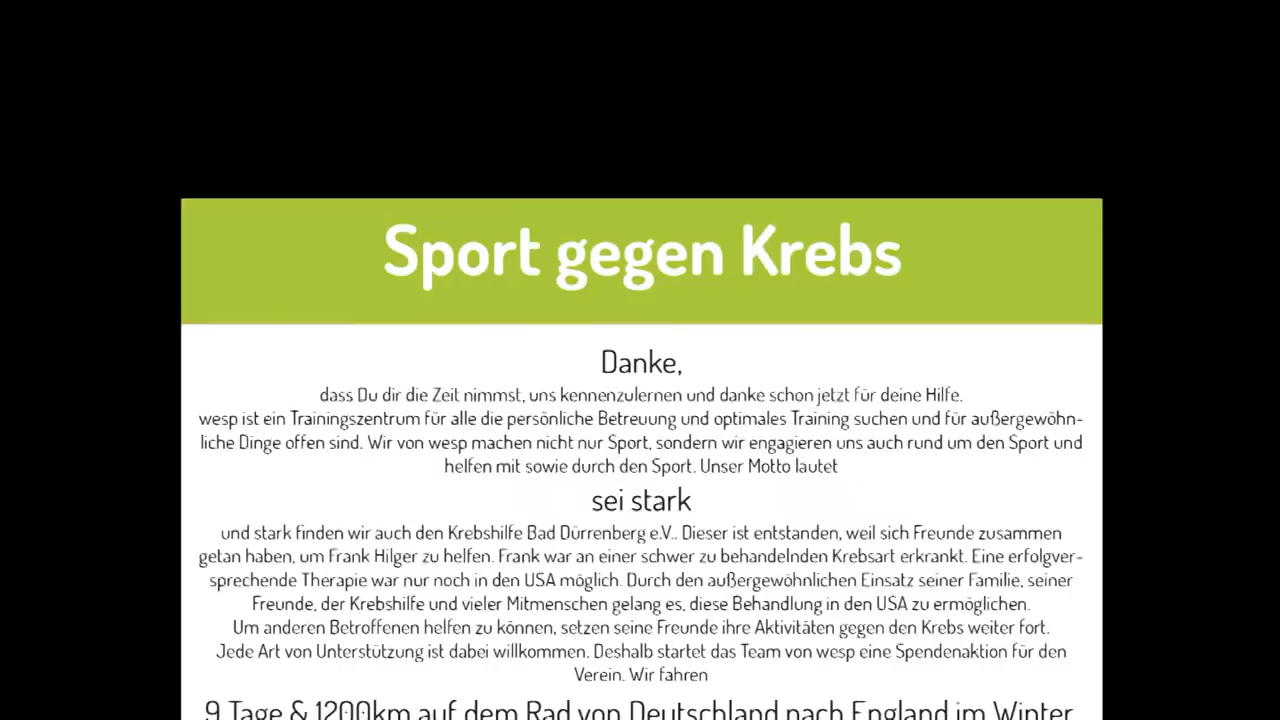 Sport gegen Krebs
Danke,
dass Du dir die Zeit nimmst, uns kennenzulernen und danke schon jetzt für deine Hilfe.
wesp ist ein Trainingszentrum für alle die persönliche Betreuung und optimales Training suchen und für außergewöhn-
liche Dinge offen sind. Wir von wesp machen nicht nur Sport, sondern wir engagieren uns auch rund um den Sport und
helfen mit sowie durch den Sport. Unser Motto lautet
sei stark
und stark finden wir auch den Krebshilfe Bad Dürrenberg e.V.. Dieser ist entstanden, weil sich Freunde zusammen
getan haben, um Frank Hilger zu helfen. Frank war an einer schwer zu behandelnden Krebsart erkrankt. Eine erfolgver-
sprechende Therapie war nur noch in den USA möglich. Durch den außergewöhnlichen Einsatz seiner Familie, seiner
Freunde, der Krebshilfe und vieler Mitmenschen gelang es, diese Behandlung in den USA zu ermöglichen.
Um anderen Betroffenen helfen zu können, setzen seine Freunde ihre Aktivitäten gegen den Krebs weiter fort.
Jede Art von Unterstützung ist dabei willkommen. Deshalb startet das Team von wesp eine Spendenaktion für den
Verein. Wir fahren
9 Tage & 1200km auf dem Rad von Deutschland nach England im Winter